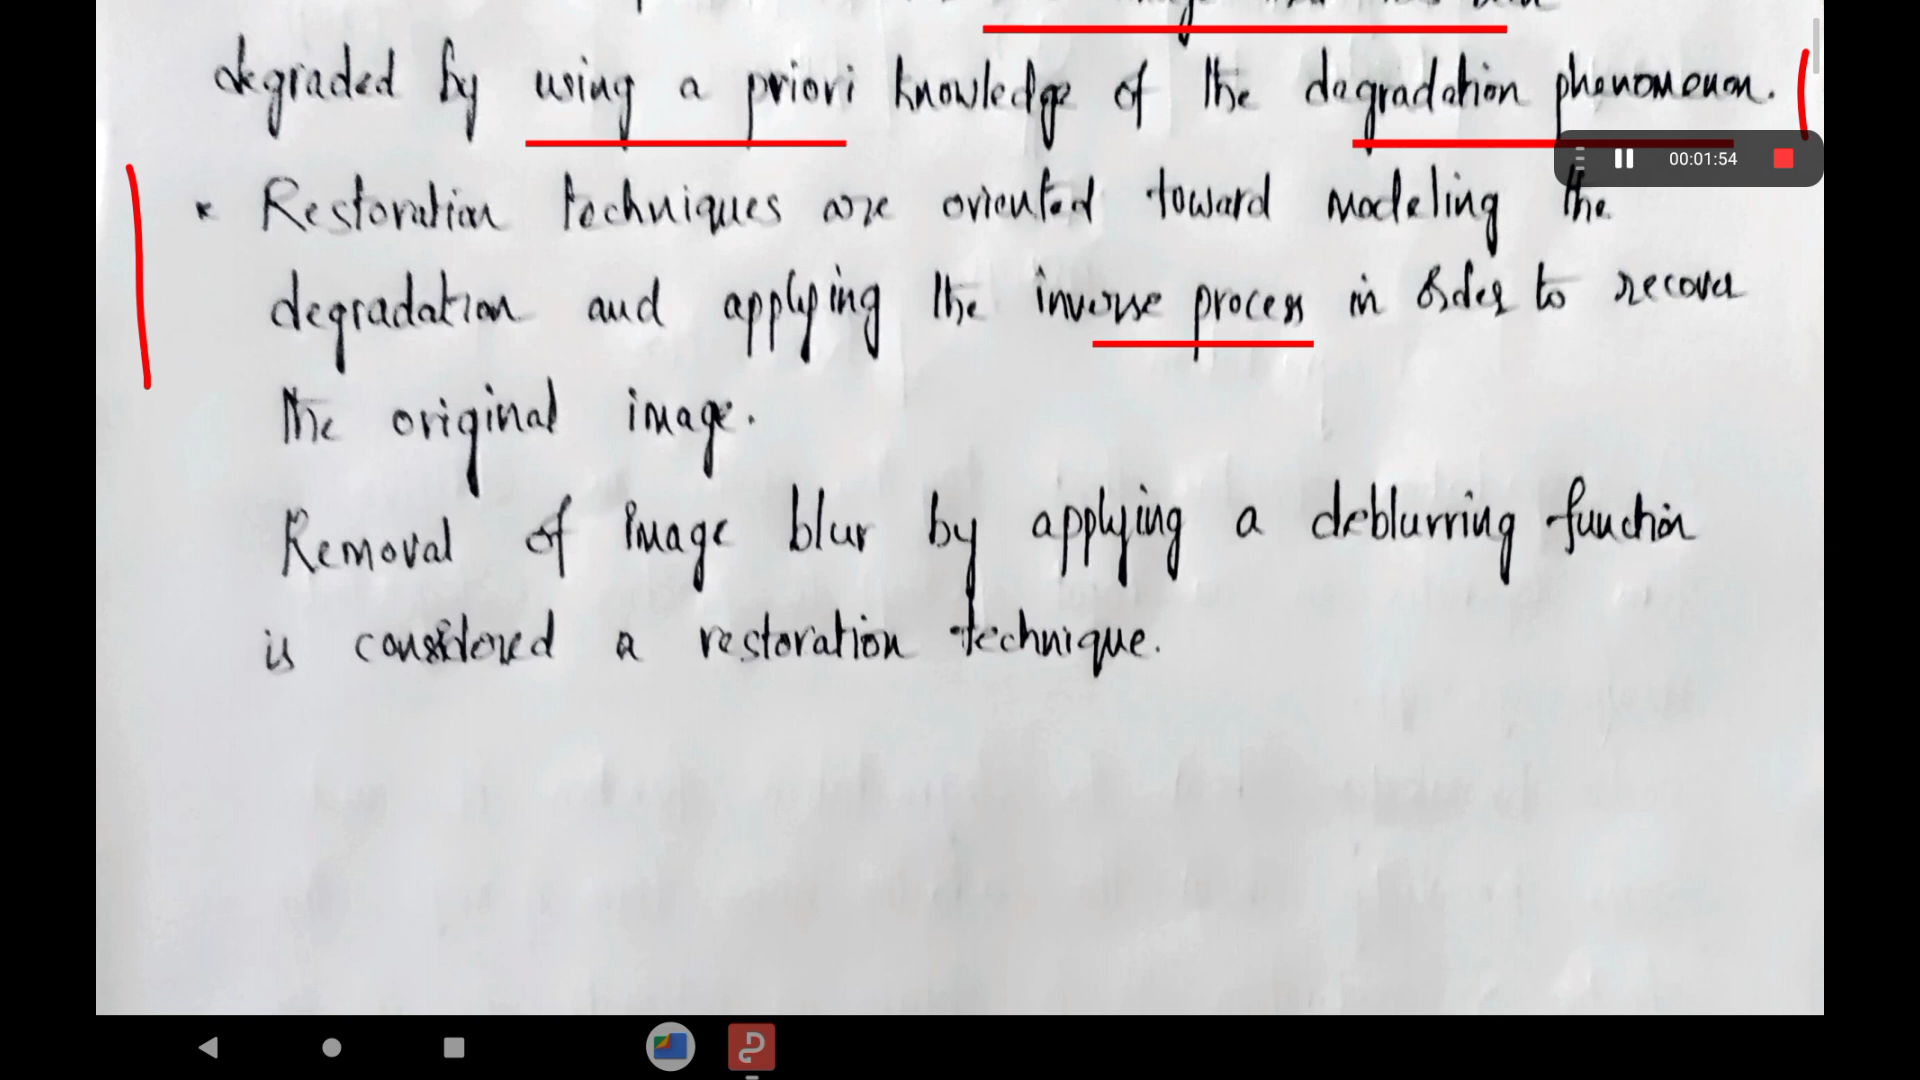 degraded by using a priori knowledge of the degradation phenomenon.
00:01:54
* Restoration techniques are oriented toward modeling the
degradation and applying the inverse process in order to recover
the original image.
Removal of image blur by applying a deblurring function
is considered a restoration technique.